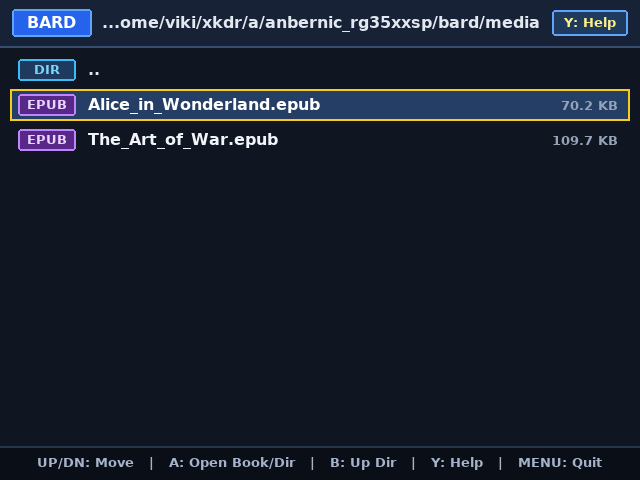 BARD ...ome/viki/xkdr/a/anbernic_rg35xxsp/bard/media Y: Help
DIR ..
EPUB Alice_in_Wonderland.epub 70.2 KB
EPUB The_Art_of_War.epub 109.7 KB
UP/DN: Move | A: Open Book/Dir | B: Up Dir | Y: Help | MENU: Quit